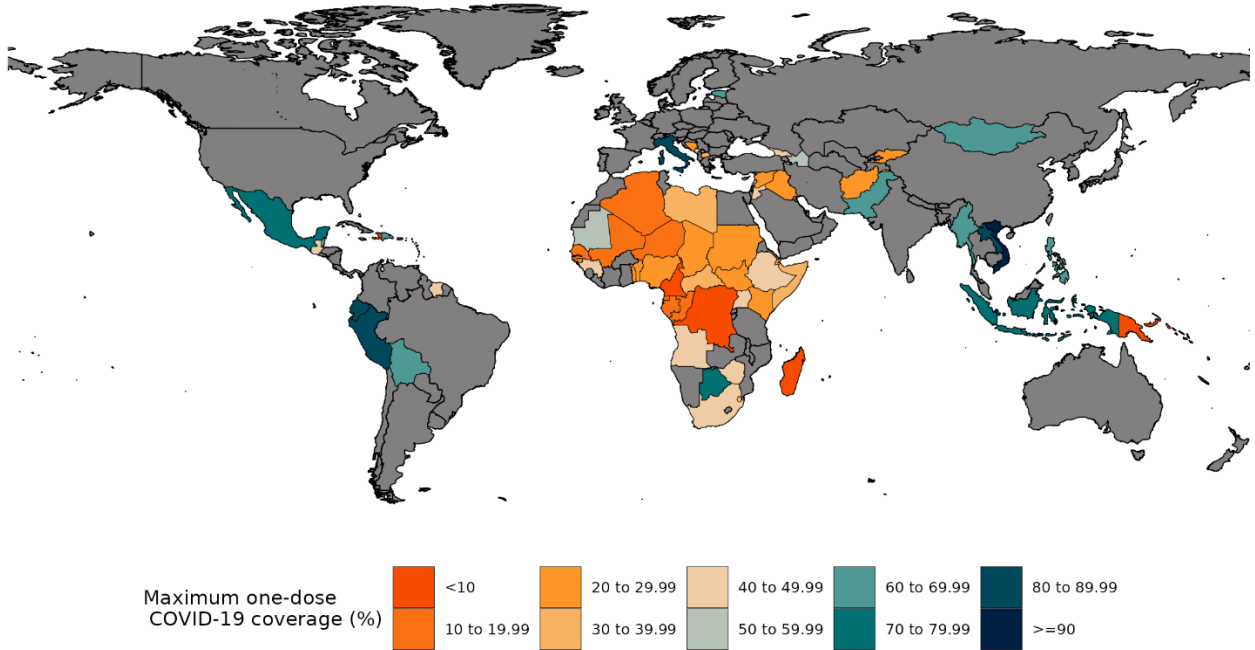 Maximum one-dose
COVID-19 coverage (%)
<10
10 to 19.99
20 to 29.99
30 to 39.99
40 to 49.99
50 to 59.99
60 to 69.99
70 to 79.99
80 to 89.99
>=90